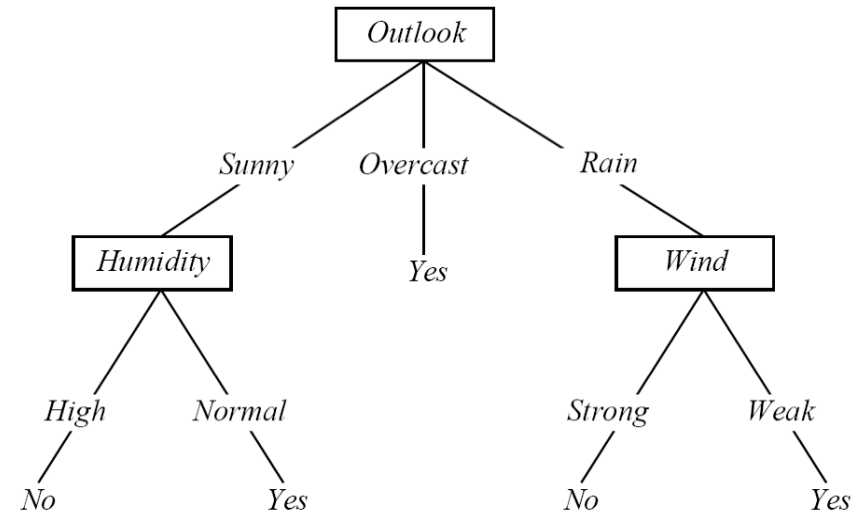 Outlook
Sunny Overcast Rain
Humidity Yes Wind
High Normal Strong Weak
No Yes No Yes